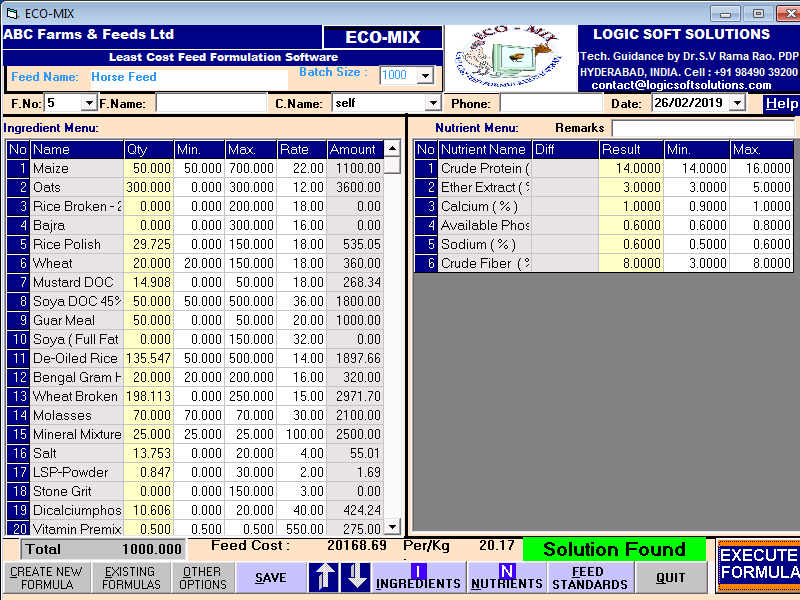 ECO-MIX
ABC Farms & Feeds Ltd
ECO-MIX
Least Cost Feed Formulation Software
LOGIC SOFT SOLUTIONS
Tech. Guidance by Dr.S.V Rama Rao. PDP
HYDERABAD, INDIA. Cell : +91 98490 39200
contact@logicsoftsolutions.com
Feed Name: Horse Feed Batch Size : 1000
F.No: 5 F.Name: C.Name: self Phone: Date: 26/02/2019 Help
Ingredient Menu: Nutrient Menu: Remarks
No Name Qty Min. Max. Rate Amount
1 Maize 50.000 50.000 700.000 22.00 1100.00
2 Oats 300.000 0.000 300.000 12.00 3600.00
3 Rice Broken - 2 0.000 0.000 200.000 18.00 0.00
4 Bajra 0.000 0.000 300.000 16.00 0.00
5 Rice Polish 29.725 0.000 150.000 18.00 535.05
6 Wheat 20.000 20.000 150.000 18.00 360.00
7 Mustard DOC 14.908 0.000 50.000 18.00 268.34
8 Soya DOC 45% 50.000 50.000 500.000 36.00 1800.00
9 Guar Meal 50.000 0.000 50.000 20.00 1000.00
10 Soya ( Full Fat 0.000 0.000 150.000 32.00 0.00
11 De-Oiled Rice 135.547 50.000 500.000 14.00 1897.66
12 Bengal Gram H 20.000 20.000 200.000 16.00 320.00
13 Wheat Broken 198.113 0.000 250.000 15.00 2971.70
14 Molasses 70.000 70.000 70.000 30.00 2100.00
15 Mineral Mixture 25.000 25.000 25.000 100.00 2500.00
16 Salt 13.753 0.000 20.000 4.00 55.01
17 LSP-Powder 0.847 0.000 30.000 2.00 1.69
18 Stone Grit 0.000 0.000 150.000 3.00 0.00
19 Dicalciumphos 10.606 0.000 20.000 40.00 424.24
20 Vitamin Premix 0.500 0.500 0.500 550.00 275.00
No Nutrient Name Diff Result Min. Max.
1 Crude Protein ( 14.0000 14.0000 16.0000
2 Ether Extract ( % 3.0000 3.0000 5.0000
3 Calcium ( % ) 1.0000 0.9000 1.0000
4 Available Phos 0.6000 0.6000 0.8000
5 Sodium ( % ) 0.6000 0.5000 0.6000
6 Crude Fiber ( % 8.0000 3.0000 8.0000
Total 1000.000 Feed Cost : 20168.69 Per/Kg 20.17 Solution Found
CREATE NEW FORMULA
EXISTING FORMULAS
OTHER OPTIONS
SAVE
I INGREDIENTS
N NUTRIENTS
FEED STANDARDS
QUIT
EXECUTE
FORMULA